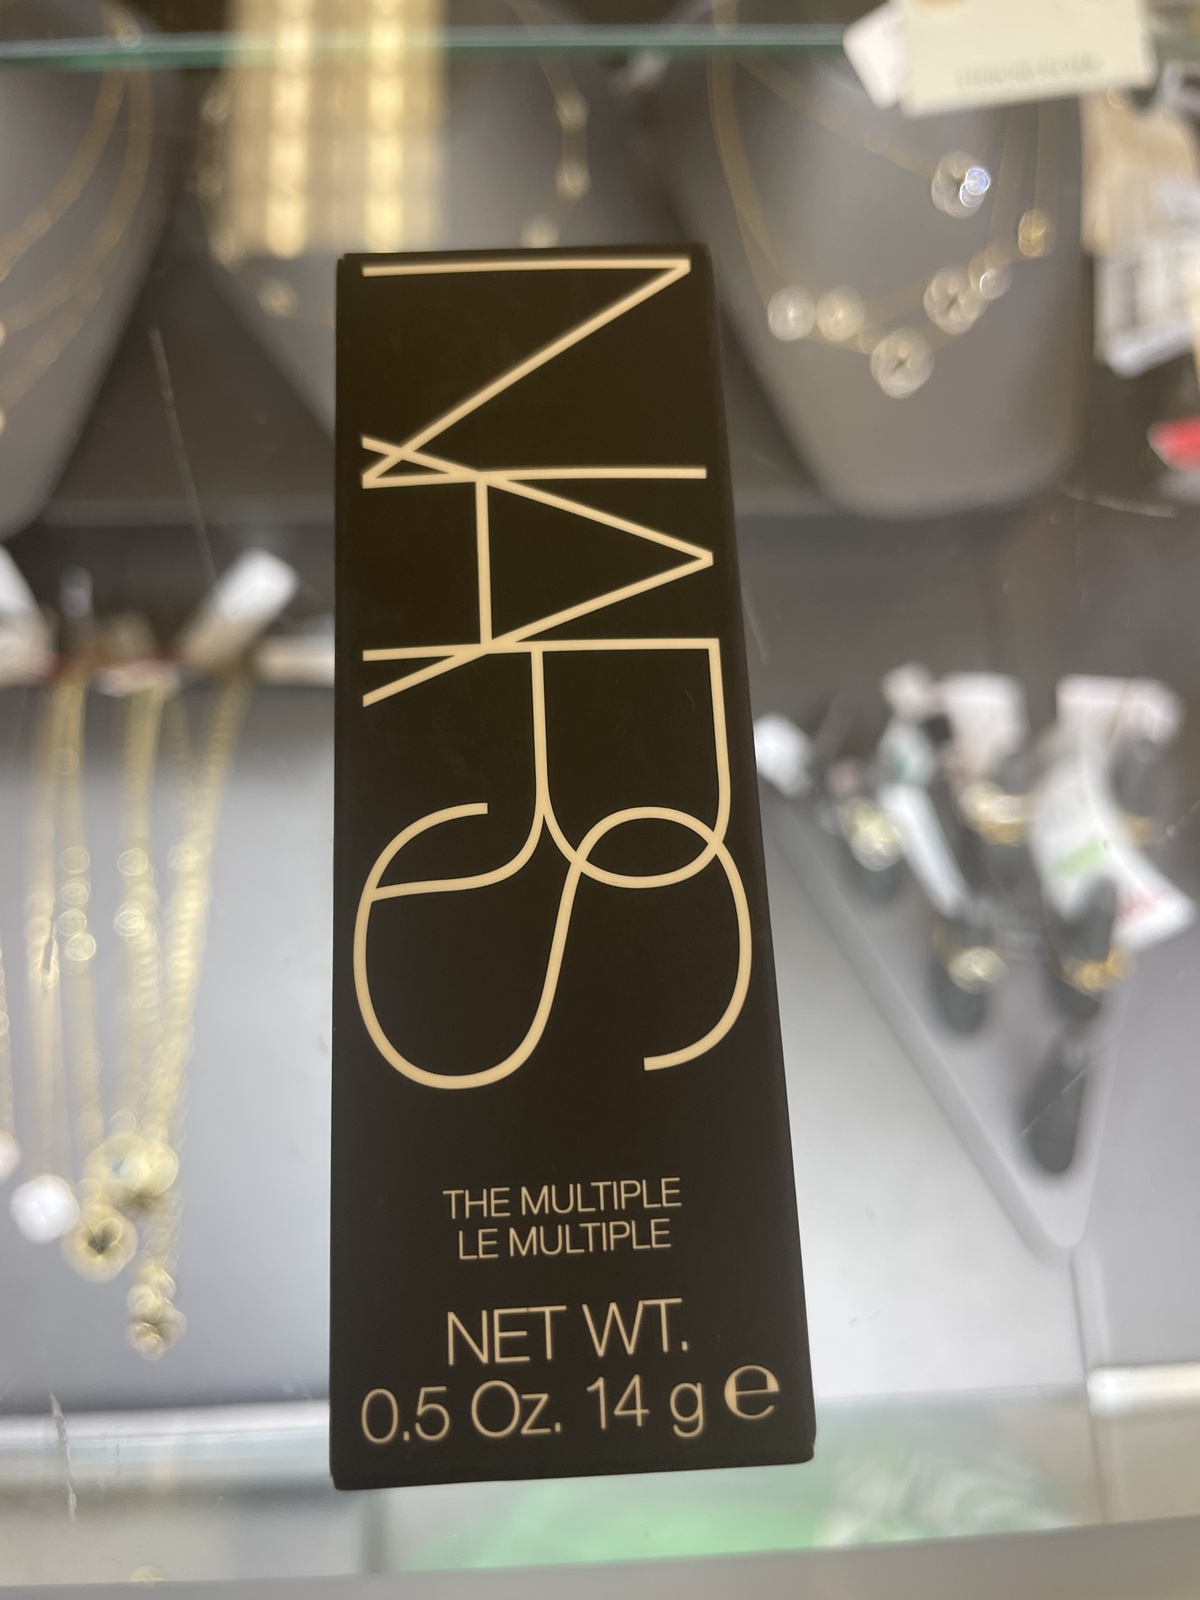 NARS
THE MULTIPLE
LE MULTIPLE
NET WT.
0.5 Oz. 14 g e